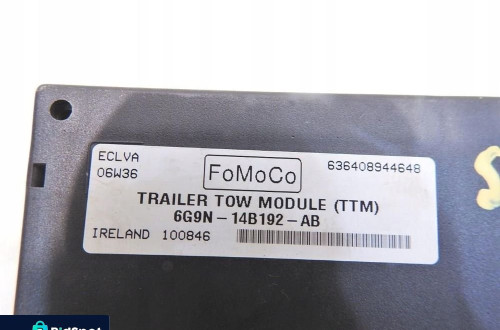 ECLVA
06W36
FoMoCo
636408944648
TRAILER TOW MODULE (TTM)
6G9N - 14B192 - AB
IRELAND 100846